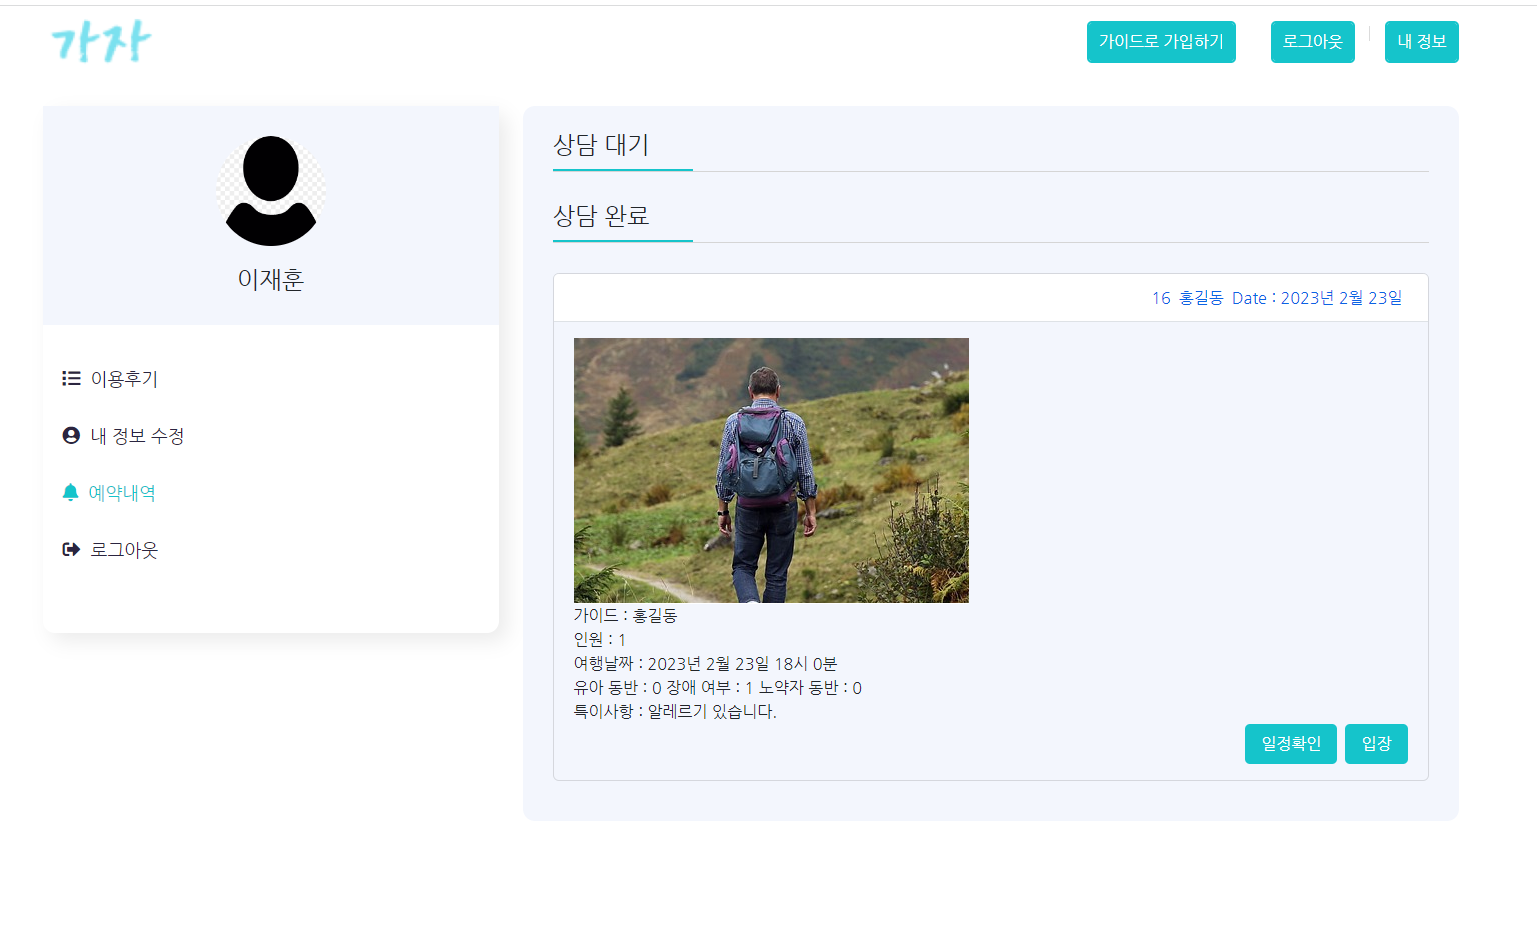 가자
가이드로 가입하기
로그아웃
내 정보
이재훈
이용후기
내 정보 수정
예약내역
로그아웃
상담 대기
상담 완료
16 홍길동 Date : 2023년 2월 23일
가이드 : 홍길동
인원 : 1
여행날짜 : 2023년 2월 23일 18시 0분
유아 동반 : 0 장애 여부 : 1 노약자 동반 : 0
특이사항 : 알레르기 있습니다.
일정확인
입장